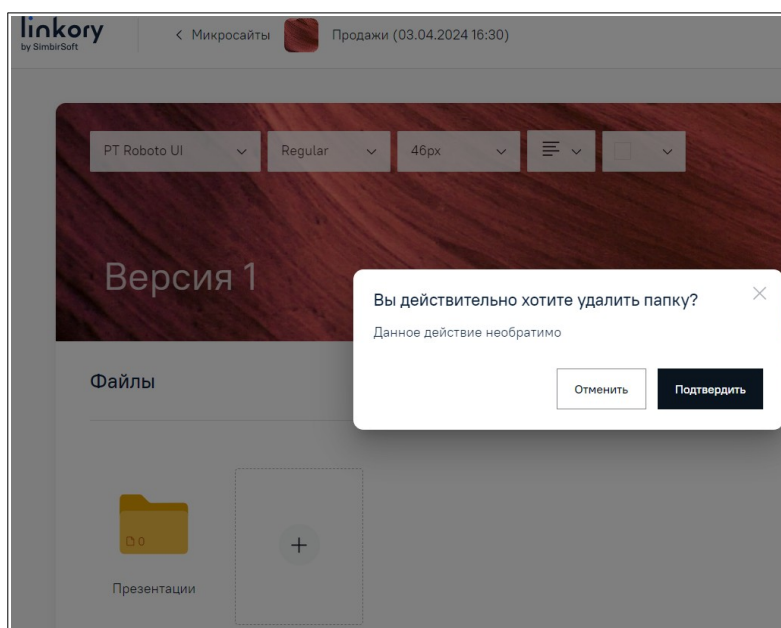 linkory
by SimbirSoft
Микросайты
Продажи (03.04.2024 16:30)
PT Roboto UI
Regular
46px
Версия 1
Вы действительно хотите удалить папку?
Данное действие необратимо
Отменить
Подтвердить
Файлы
0
Презентации